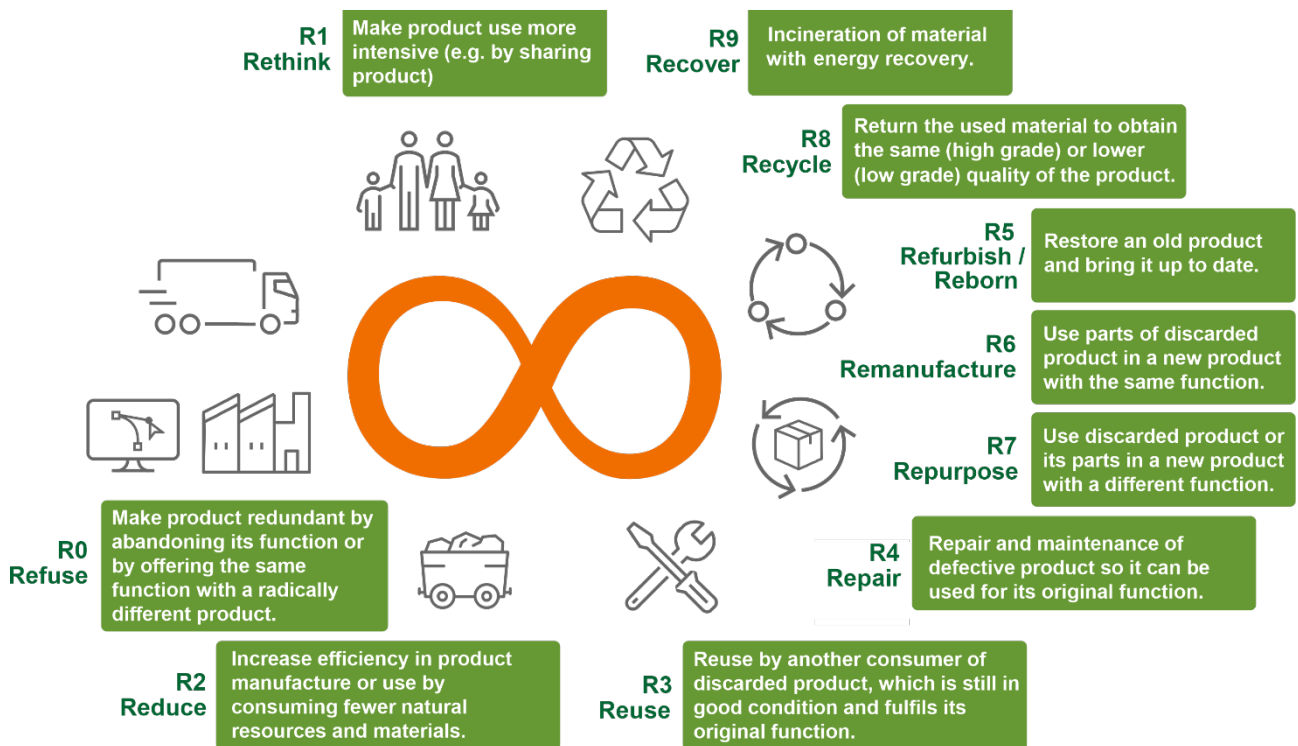 R1
Rethink
Make product use more
intensive (e.g. by sharing
product)
R9
Recover
Incineration of material
with energy recovery.
R8
Recycle
Return the used material to obtain
the same (high grade) or lower
(low grade) quality of the product.
R5
Refurbish /
Reborn
Restore an old product
and bring it up to date.
R6
Remanufacture
Use parts of discarded
product in a new product
with the same function.
R7
Repurpose
Use discarded product or
its parts in a new product
with a different function.
R0
Refuse
Make product redundant by
abandoning its function or
by offering the same
function with a radically
different product.
R4
Repair
Repair and maintenance of
defective product so it can be
used for its original function.
R2
Reduce
Increase efficiency in product
manufacture or use by
consuming fewer natural
resources and materials.
R3
Reuse
Reuse by another consumer of
discarded product, which is still in
good condition and fulfils its
original function.